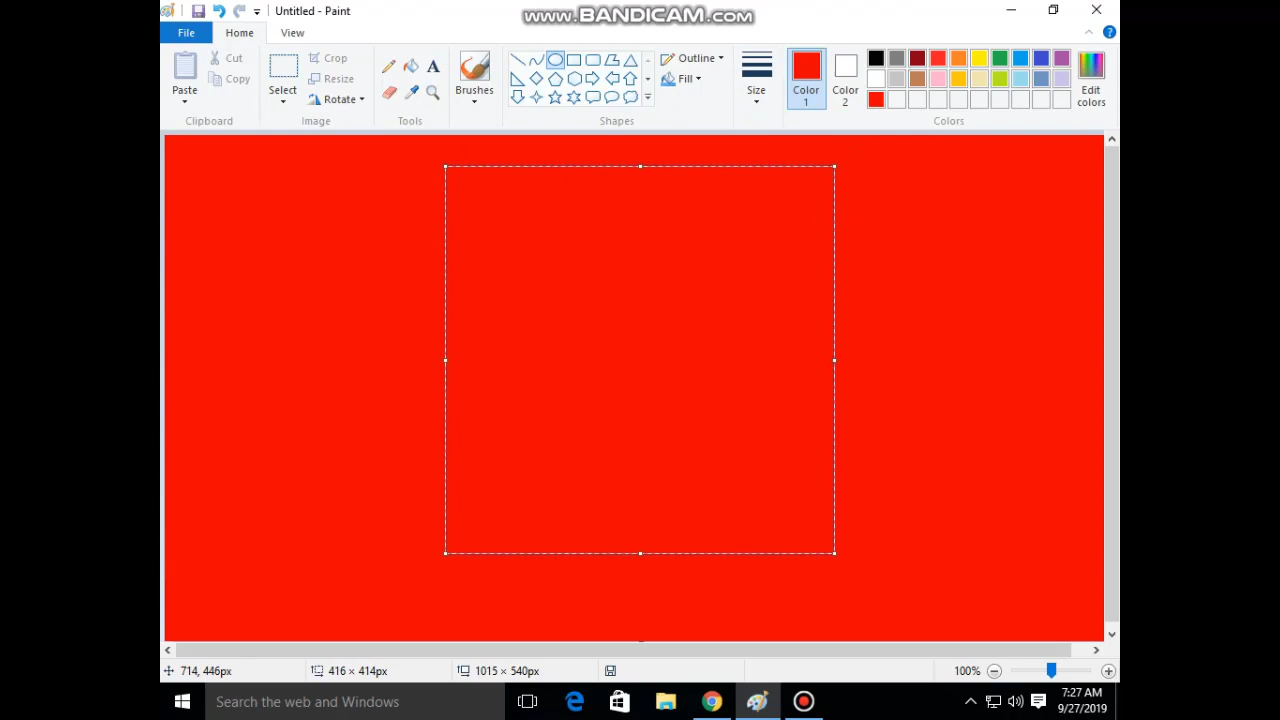 Untitled - Paint
www.BANDICAM.com
File
Home
View
Paste
Cut
Copy
Clipboard
Select
Crop
Resize
Rotate
Image
A
Tools
Brushes
Outline
Fill
Shapes
Size
Color
1
Color
2
Edit
colors
Colors
714, 446px
416 × 414px
1015 × 540px
100%
Search the web and Windows
7:27 AM
9/27/2019